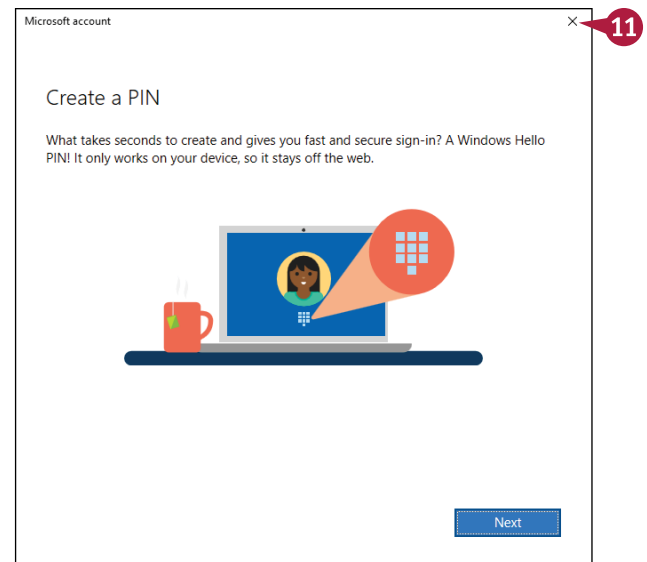 Microsoft account
11
Create a PIN
What takes seconds to create and gives you fast and secure sign-in? A Windows Hello
PIN! It only works on your device, so it stays off the web.
Next